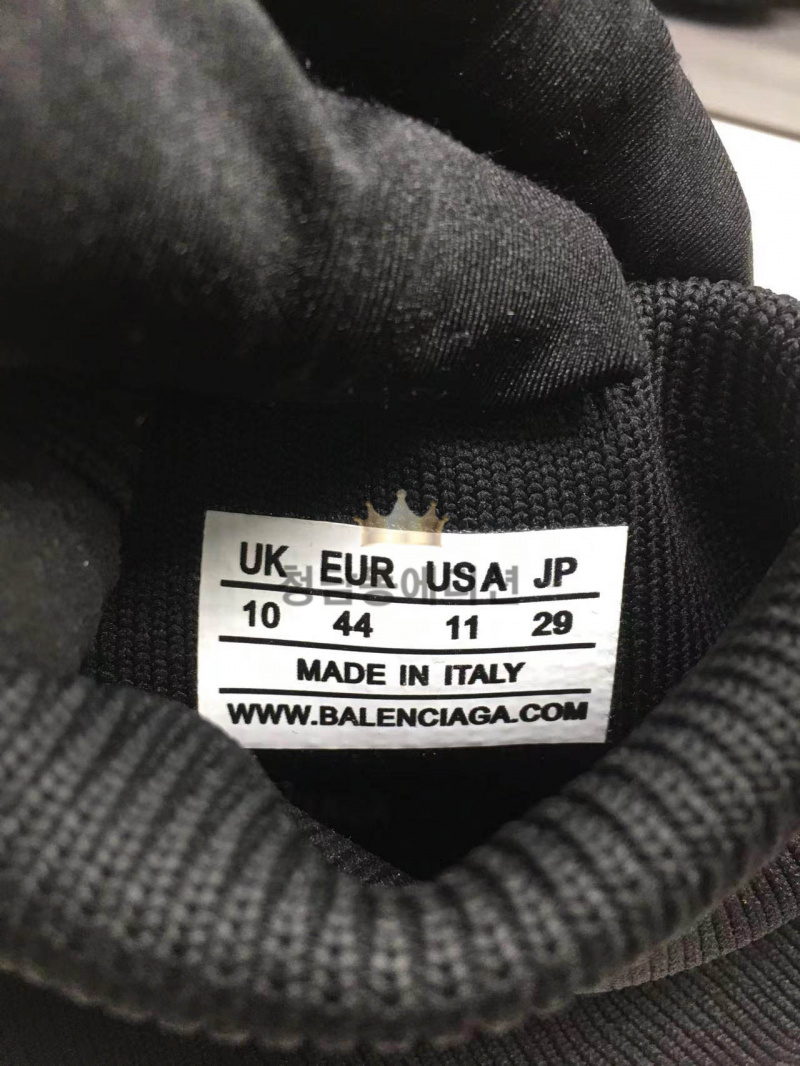 UK EUR USA JP
10 44 11 29
MADE IN ITALY
WWW.BALENCIAGA.COM